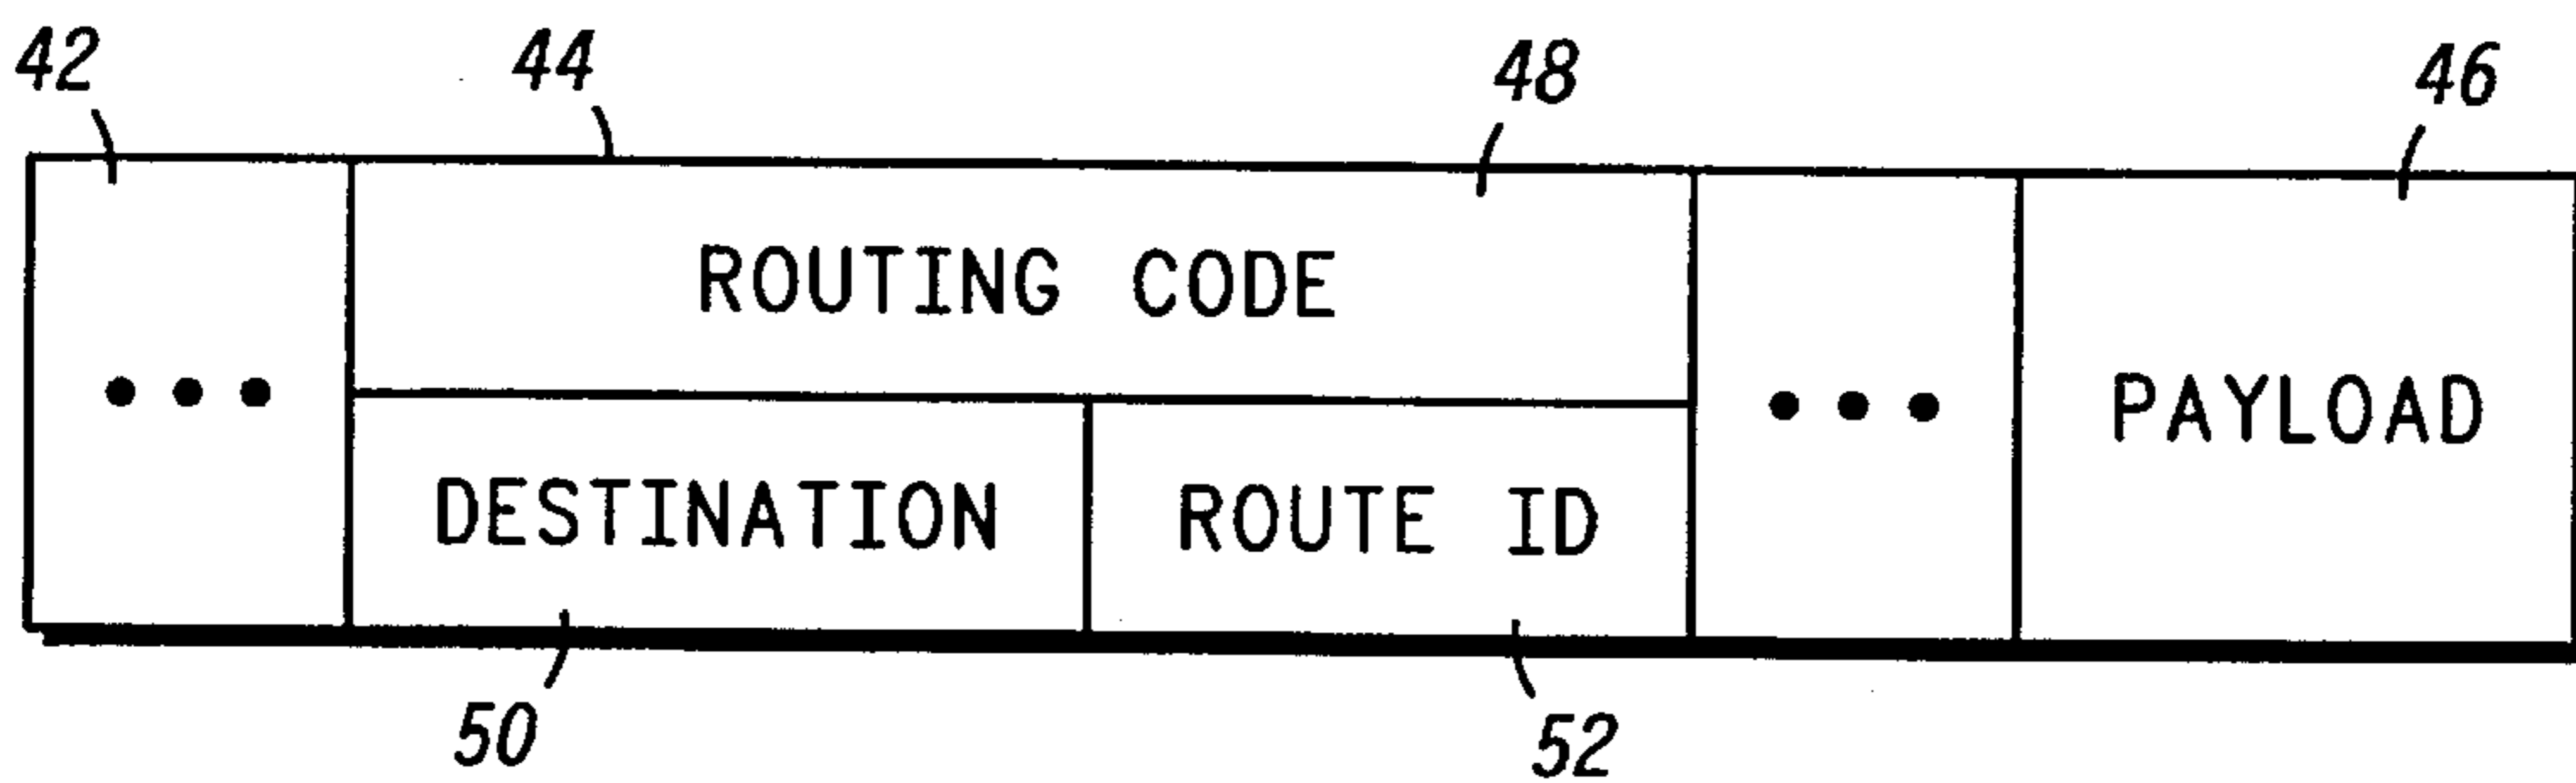 42 44 48 46
ROUTING CODE
• • • • • • PAYLOAD
DESTINATION ROUTE ID
50 52